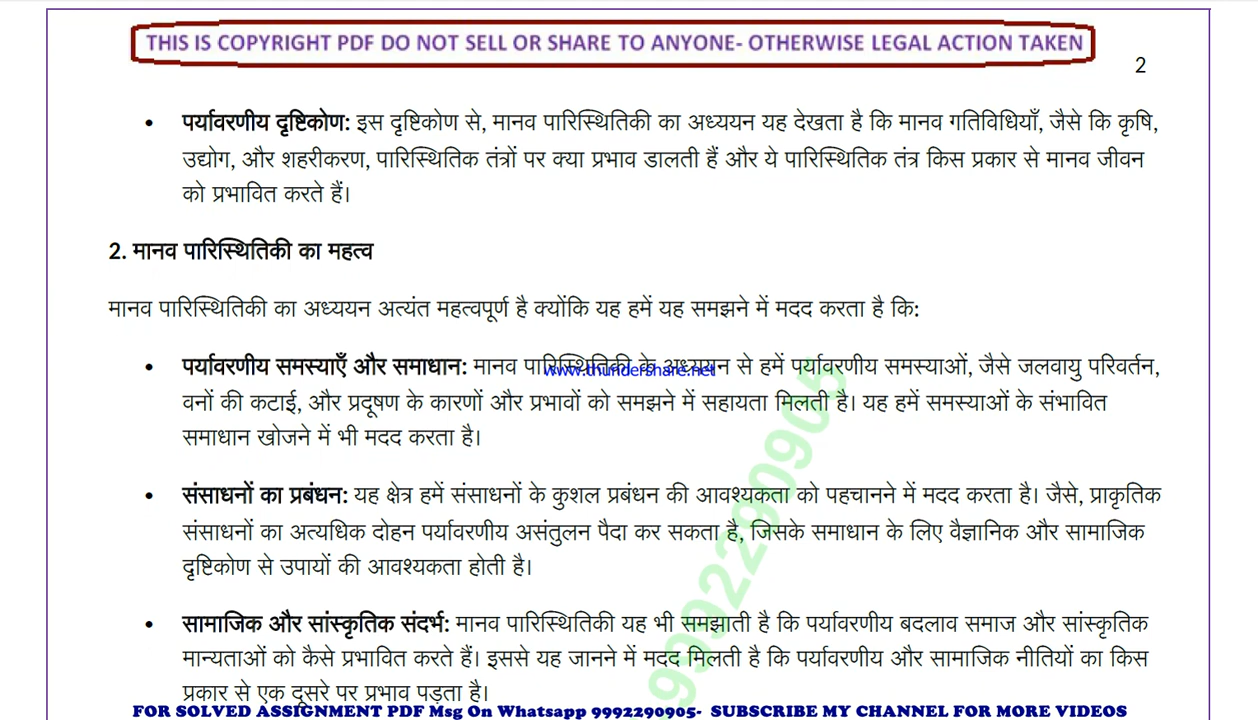 THIS IS COPYRIGHT PDF DO NOT SELL OR SHARE TO ANYONE- OTHERWISE LEGAL ACTION TAKEN
2
• पर्यावरणीय दृष्टिकोण: इस दृष्टिकोण से, मानव पारिस्थितिकी का अध्ययन यह देखता है कि मानव गतिविधियाँ, जैसे कि कृषि,
उद्योग, और शहरीकरण, पारिस्थितिक तंत्रों पर क्या प्रभाव डालती हैं और ये पारिस्थितिक तंत्र किस प्रकार से मानव जीवन
को प्रभावित करते हैं।
2. मानव पारिस्थितिकी का महत्व
मानव पारिस्थितिकी का अध्ययन अत्यंत महत्वपूर्ण है क्योंकि यह हमें यह समझने में मदद करता है कि:
• पर्यावरणीय समस्याएँ और समाधान: मानव पारिस्थितिकी के अध्ययन से हमें पर्यावरणीय समस्याओं, जैसे जलवायु परिवर्तन,
www.thundershare.net
वनों की कटाई, और प्रदूषण के कारणों और प्रभावों को समझने में सहायता मिलती है। यह हमें समस्याओं के संभावित
समाधान खोजने में भी मदद करता है।
• संसाधनों का प्रबंधन: यह क्षेत्र हमें संसाधनों के कुशल प्रबंधन की आवश्यकता को पहचानने में मदद करता है। जैसे, प्राकृतिक
संसाधनों का अत्यधिक दोहन पर्यावरणीय असंतुलन पैदा कर सकता है, जिसके समाधान के लिए वैज्ञानिक और सामाजिक
दृष्टिकोण से उपायों की आवश्यकता होती है।
• सामाजिक और सांस्कृतिक संदर्भ: मानव पारिस्थितिकी यह भी समझाती है कि पर्यावरणीय बदलाव समाज और सांस्कृतिक
मान्यताओं को कैसे प्रभावित करते हैं। इससे यह जानने में मदद मिलती है कि पर्यावरणीय और सामाजिक नीतियों का किस
प्रकार से एक दूसरे पर प्रभाव पड़ता है।
9992290905
FOR SOLVED ASSIGNMENT PDF Msg On Whatsapp 9992290905- SUBSCRIBE MY CHANNEL FOR MORE VIDEOS